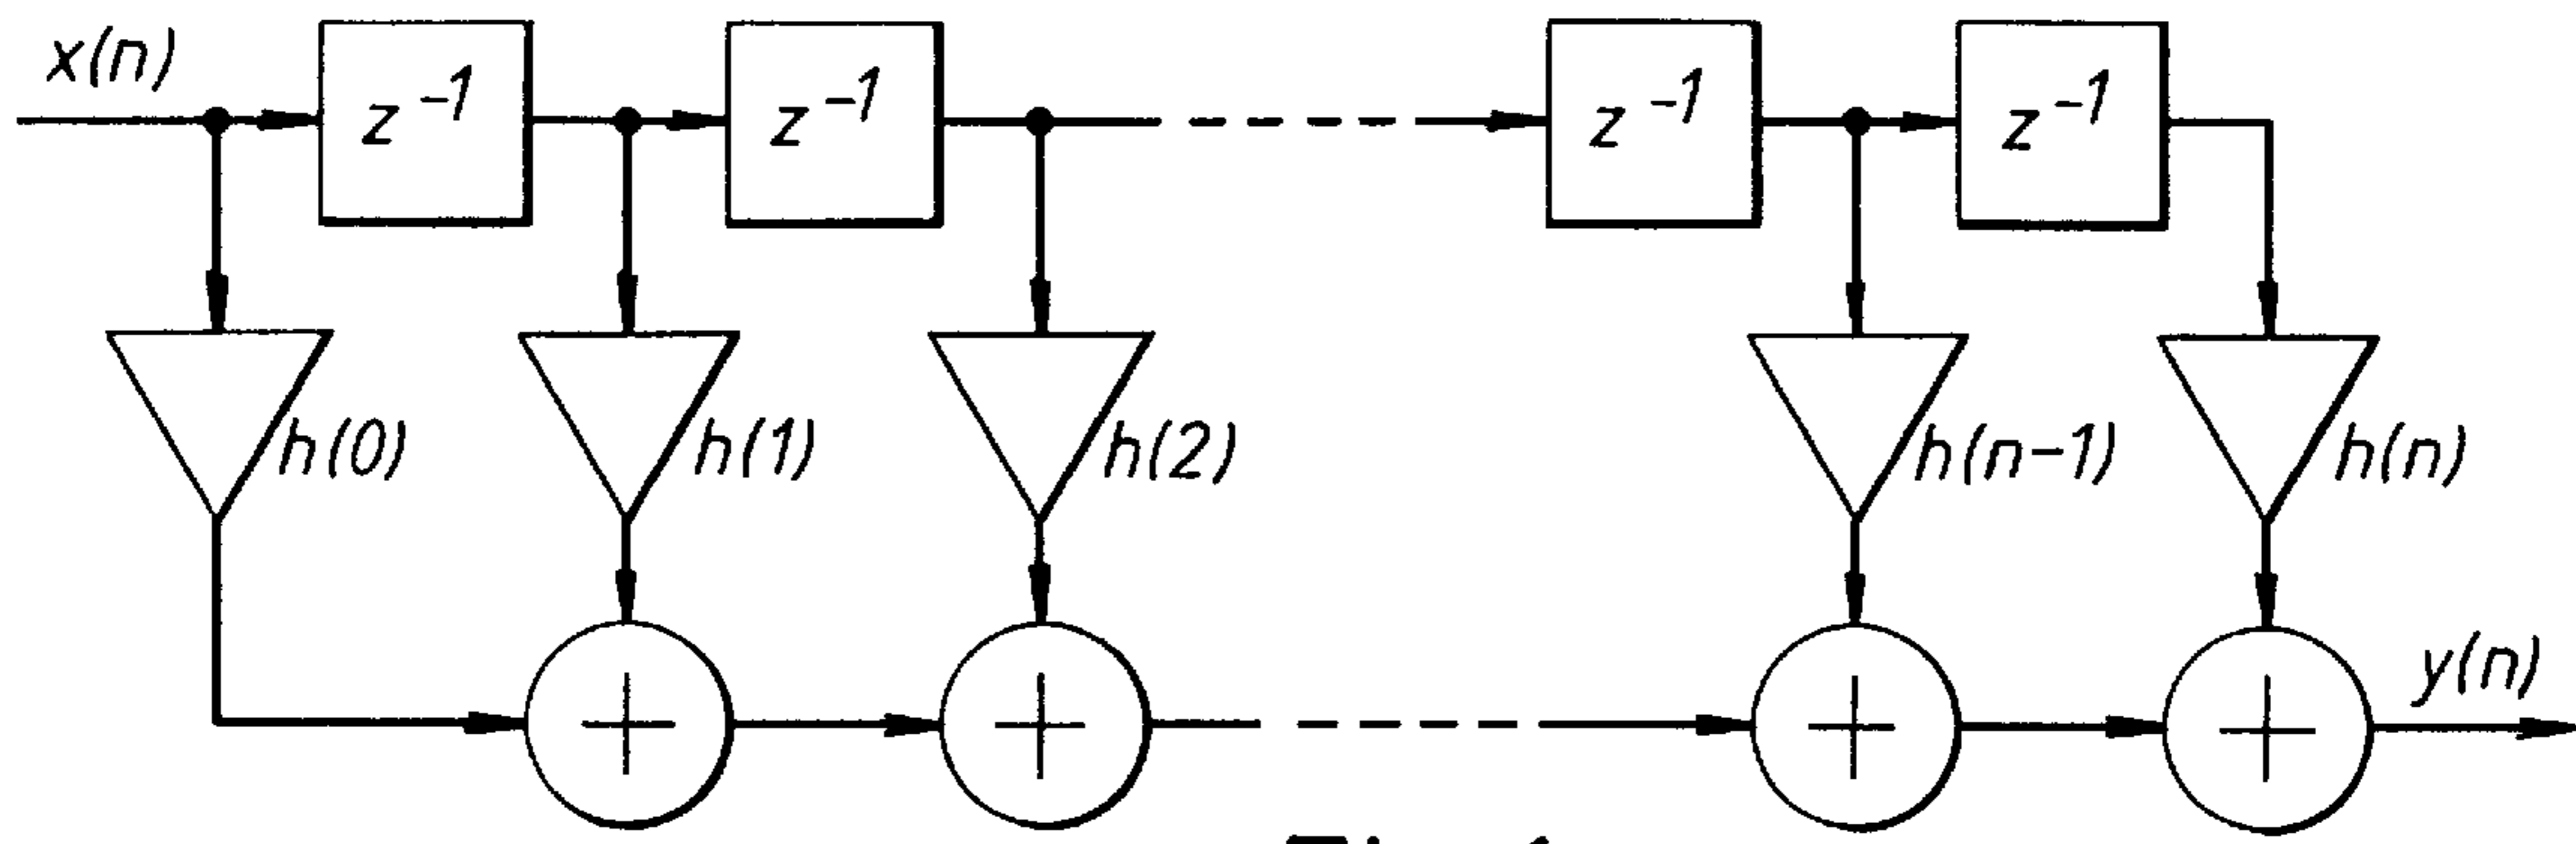 x(n)
z⁻¹ z⁻¹ z⁻¹ z⁻¹
h(0) h(1) h(2) h(n-1) h(n)
+ + + +
y(n)